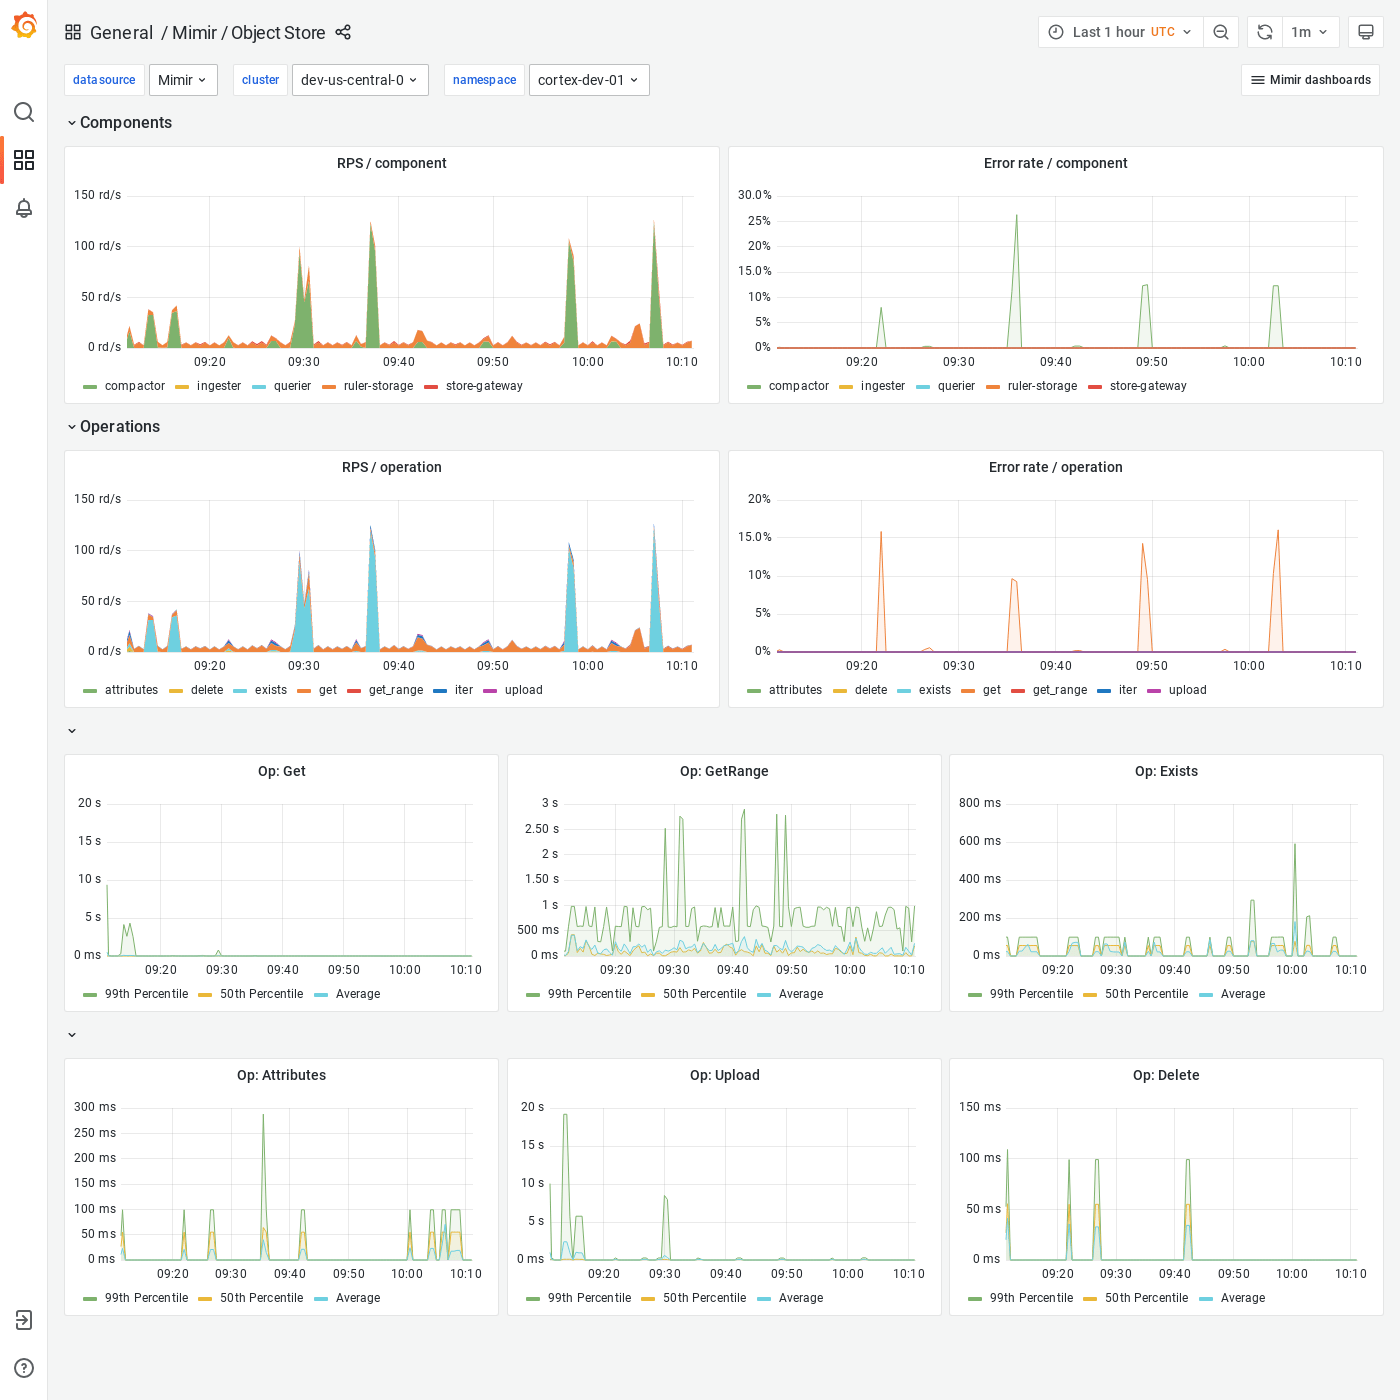 General / Mimir / Object Store
Last 1 hour UTC
1m
datasource Mimir cluster dev-us-central-0 namespace cortex-dev-01
Mimir dashboards
Components
RPS / component
150 rd/s
100 rd/s
50 rd/s
0 rd/s
09:20 09:30 09:40 09:50 10:00 10:10
compactor ingester querier ruler-storage store-gateway
Error rate / component
30.0%
25%
20%
15.0%
10%
5%
0%
09:20 09:30 09:40 09:50 10:00 10:10
compactor ingester querier ruler-storage store-gateway
Operations
RPS / operation
150 rd/s
100 rd/s
50 rd/s
0 rd/s
09:20 09:30 09:40 09:50 10:00 10:10
attributes delete exists get get_range iter upload
Error rate / operation
20%
15.0%
10%
5%
0%
09:20 09:30 09:40 09:50 10:00 10:10
attributes delete exists get get_range iter upload
Op: Get
20 s
15 s
10 s
5 s
0 ms
09:20 09:30 09:40 09:50 10:00 10:10
99th Percentile 50th Percentile Average
Op: GetRange
3 s
2.50 s
2 s
1.50 s
1 s
500 ms
0 ms
09:20 09:30 09:40 09:50 10:00 10:10
99th Percentile 50th Percentile Average
Op: Exists
800 ms
600 ms
400 ms
200 ms
0 ms
09:20 09:30 09:40 09:50 10:00 10:10
99th Percentile 50th Percentile Average
Op: Attributes
300 ms
250 ms
200 ms
150 ms
100 ms
50 ms
0 ms
09:20 09:30 09:40 09:50 10:00 10:10
99th Percentile 50th Percentile Average
Op: Upload
20 s
15 s
10 s
5 s
0 ms
09:20 09:30 09:40 09:50 10:00 10:10
99th Percentile 50th Percentile Average
Op: Delete
150 ms
100 ms
50 ms
0 ms
09:20 09:30 09:40 09:50 10:00 10:10
99th Percentile 50th Percentile Average